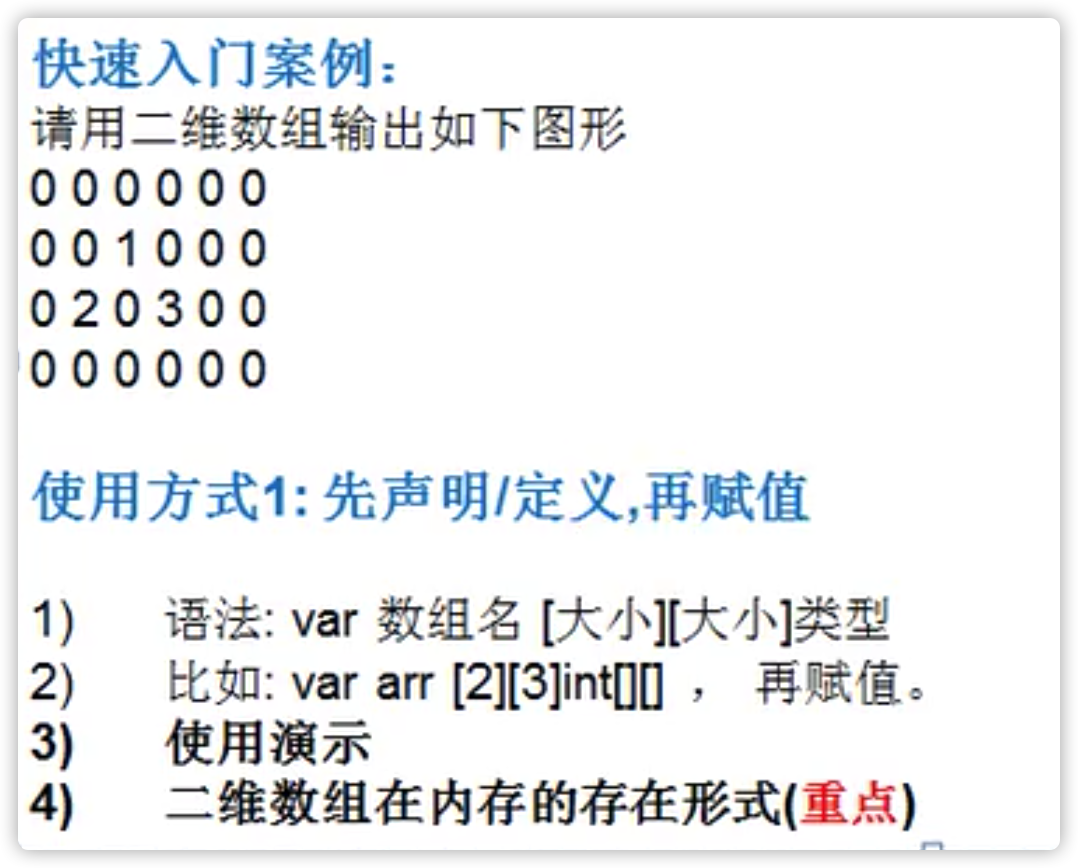 快速入门案例：
请用二维数组输出如下图形
0 0 0 0 0 0
0 0 1 0 0 0
0 2 0 3 0 0
0 0 0 0 0 0
使用方式1: 先声明/定义,再赋值
1) 语法: var 数组名 [大小][大小]类型
2) 比如: var arr [2][3]int[][] ， 再赋值。
3) 使用演示
4) 二维数组在内存的存在形式(重点)